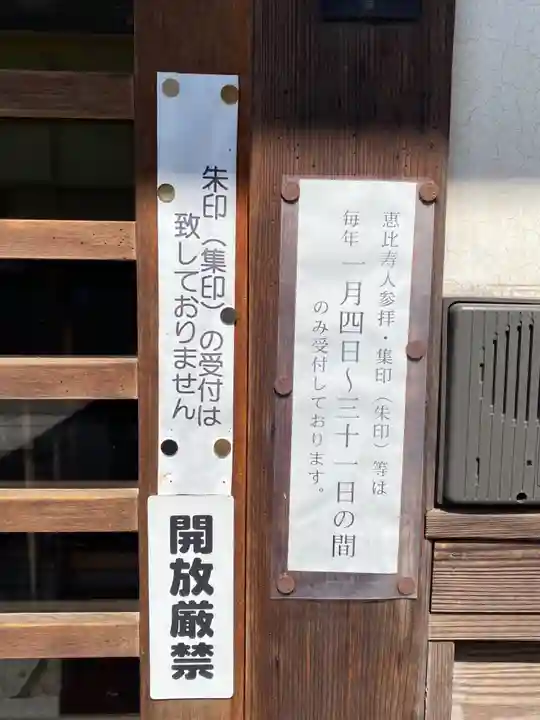 恵比寿人参拝・集印（朱印）等は
毎年 一月四日～三十一日の間
のみ受付しております。
朱印（集印）の受付は
致しておりません
開放厳禁